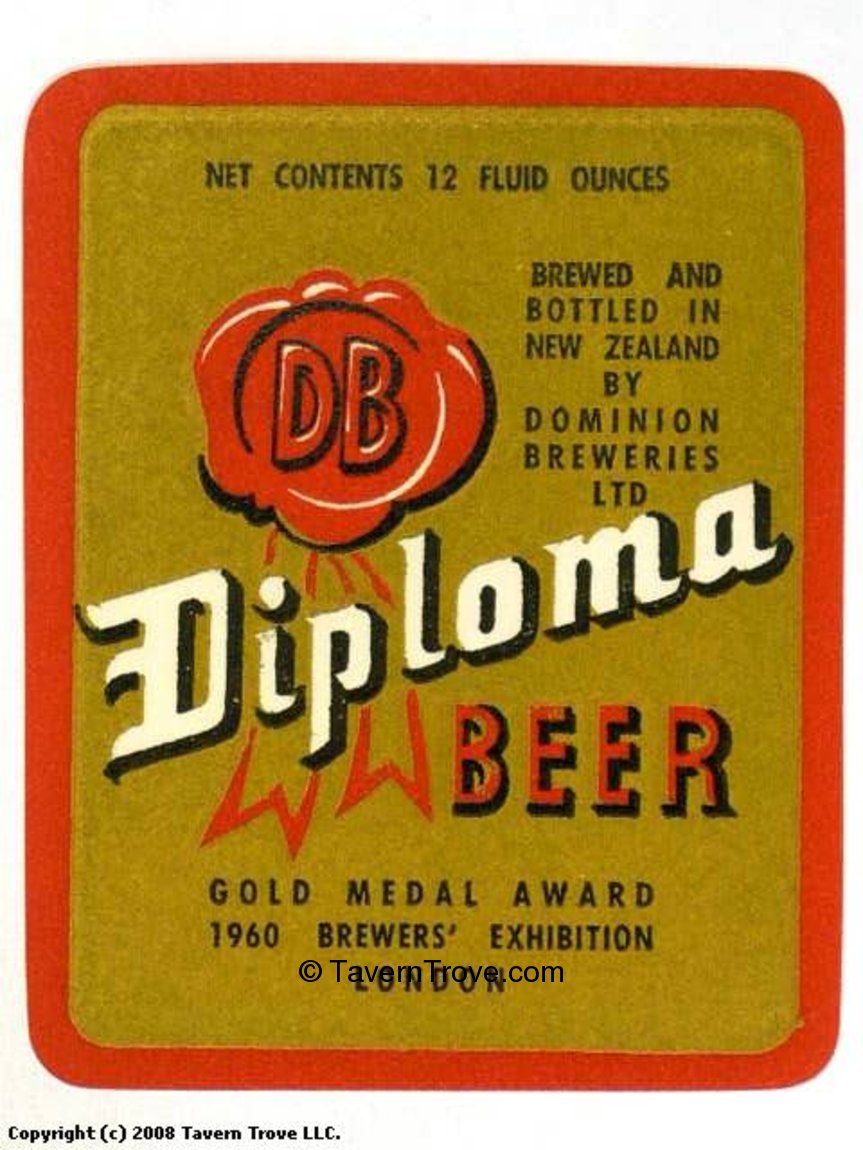 NET CONTENTS 12 FLUID OUNCES
BREWED AND
BOTTLED IN
NEW ZEALAND
BY
DOMINION
BREWERIES
LTD
DB
Diploma
BEER
GOLD MEDAL AWARD
1960 BREWERS' EXHIBITION
LONDON
© TavernTrove.com
Copyright (c) 2008 Tavern Trove LLC.